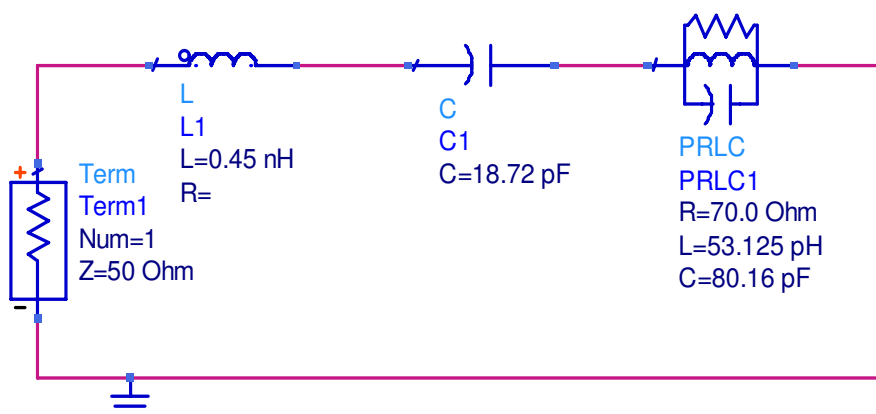 +
Term
Term1
Num=1
Z=50 Ohm
-
L
L1
L=0.45 nH
R=
C
C1
C=18.72 pF
PRLC
PRLC1
R=70.0 Ohm
L=53.125 pH
C=80.16 pF